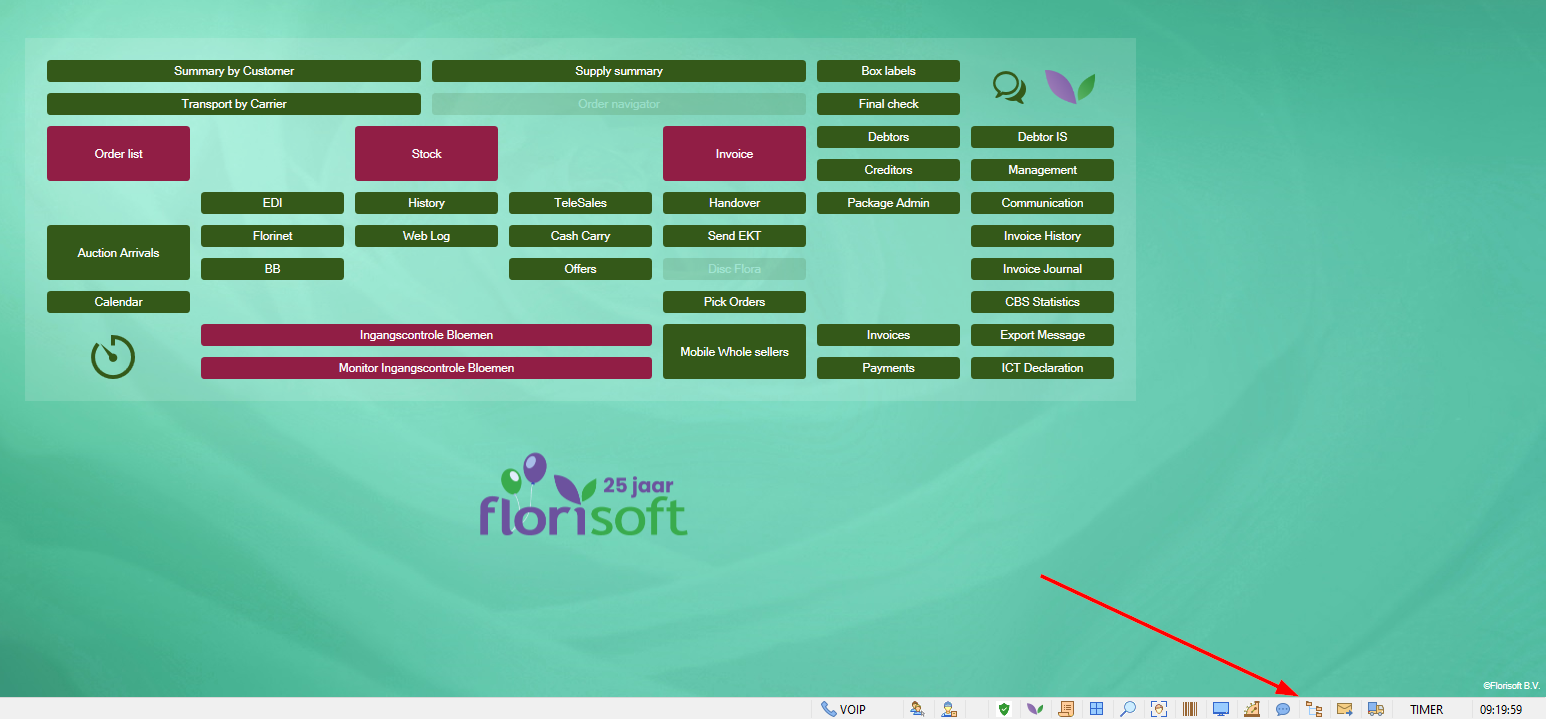 Summary by Customer
Supply summary
Box labels
Transport by Carrier
Order navigator
Final check
Order list
Stock
Invoice
Debtors
Debtor IS
Creditors
Management
EDI
History
TeleSales
Handover
Package Admin
Communication
Auction Arrivals
Florinet
Web Log
Cash Carry
Send EKT
Invoice History
BB
Offers
Disc Flora
Invoice Journal
Calendar
Pick Orders
CBS Statistics
Ingangscontrole Bloemen
Mobile Whole sellers
Invoices
Export Message
Monitor Ingangscontrole Bloemen
Payments
ICT Declaration
25 jaar
florisoft
©Florisoft B.V.
VOIP
TIMER
09:19:59